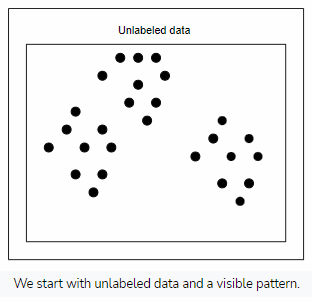 Unlabeled data
We start with unlabeled data and a visible pattern.